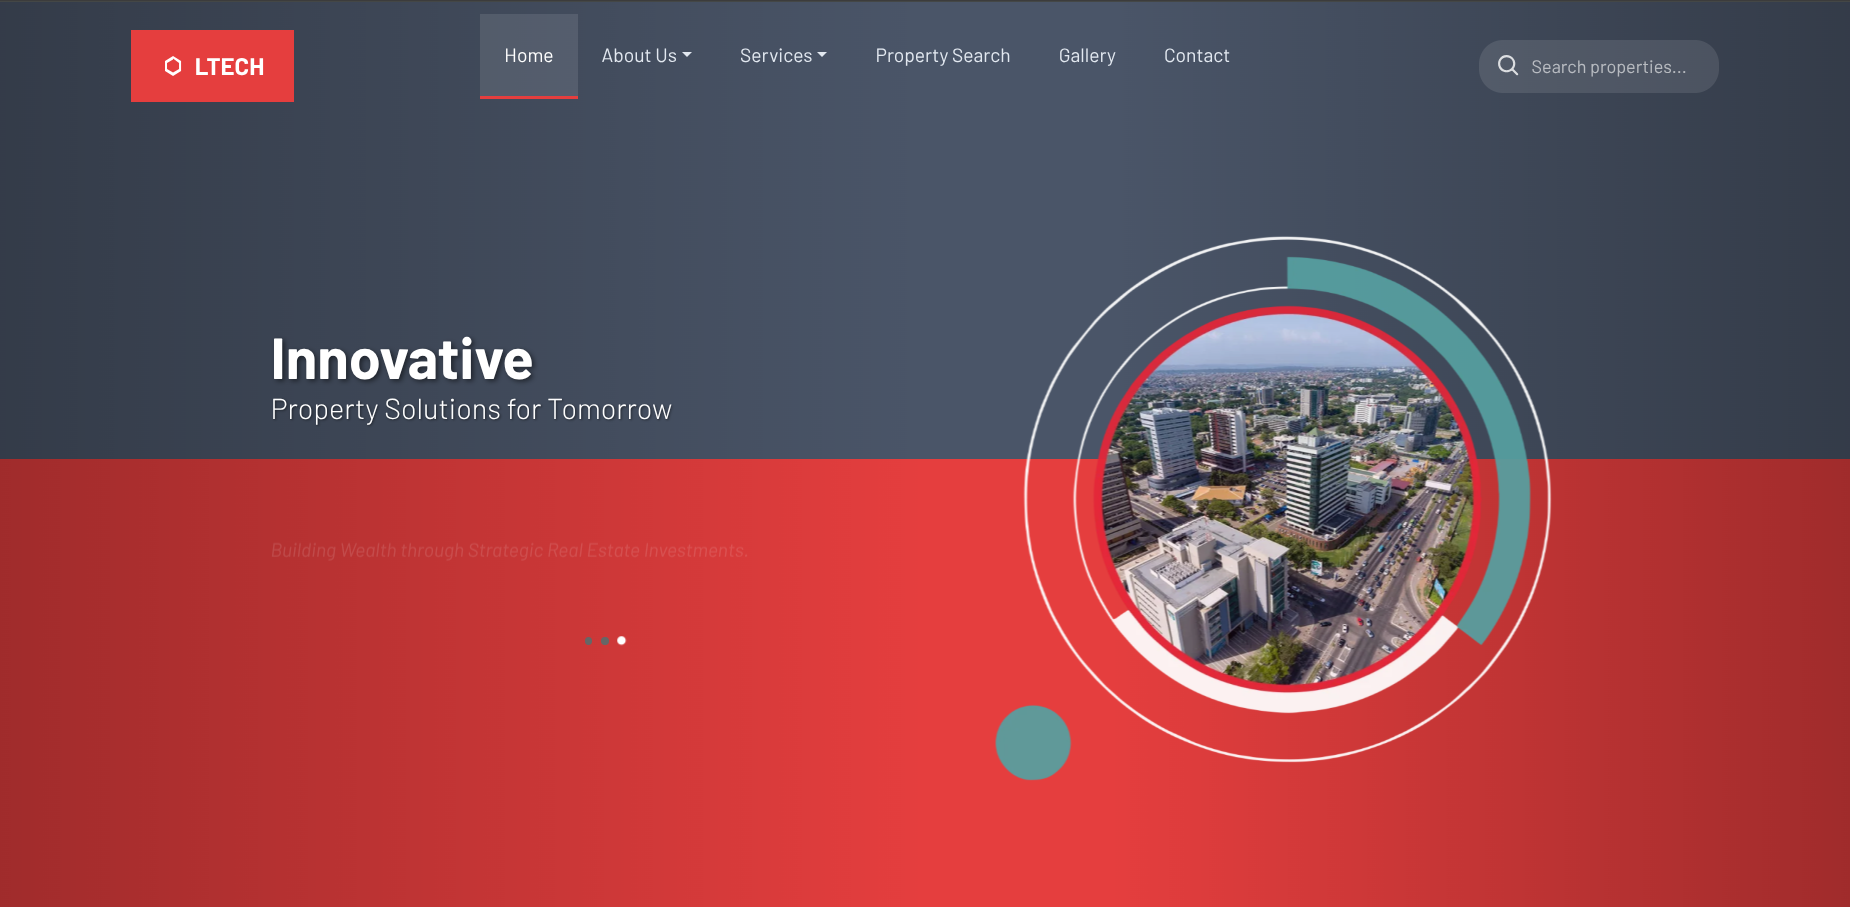 LTECH
Home
About Us
Services
Property Search
Gallery
Contact
Search properties...
Innovative
Property Solutions for Tomorrow
Building Wealth through Strategic Real Estate Investments.